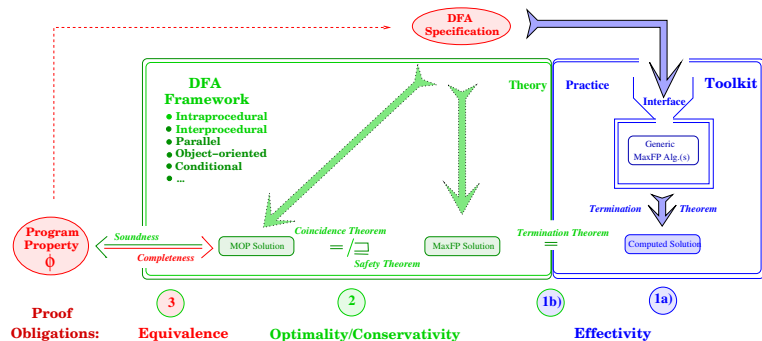 DFA
Specification
DFA
Framework
Theory
Practice
Toolkit
• Intraprocedural
• Interprocedural
• Parallel
• Object-oriented
• Conditional
• ...
Interface
Generic
MaxFP Alg.(s)
Termination Theorem
Program
Property
ϕ
Soundness
Completeness
MOP Solution
Coincidence Theorem
= / ⊒
Safety Theorem
MaxFP Solution
Termination Theorem
=
Computed Solution
3
2
1b)
1a)
Proof
Obligations:
Equivalence
Optimality/Conservativity
Effectivity